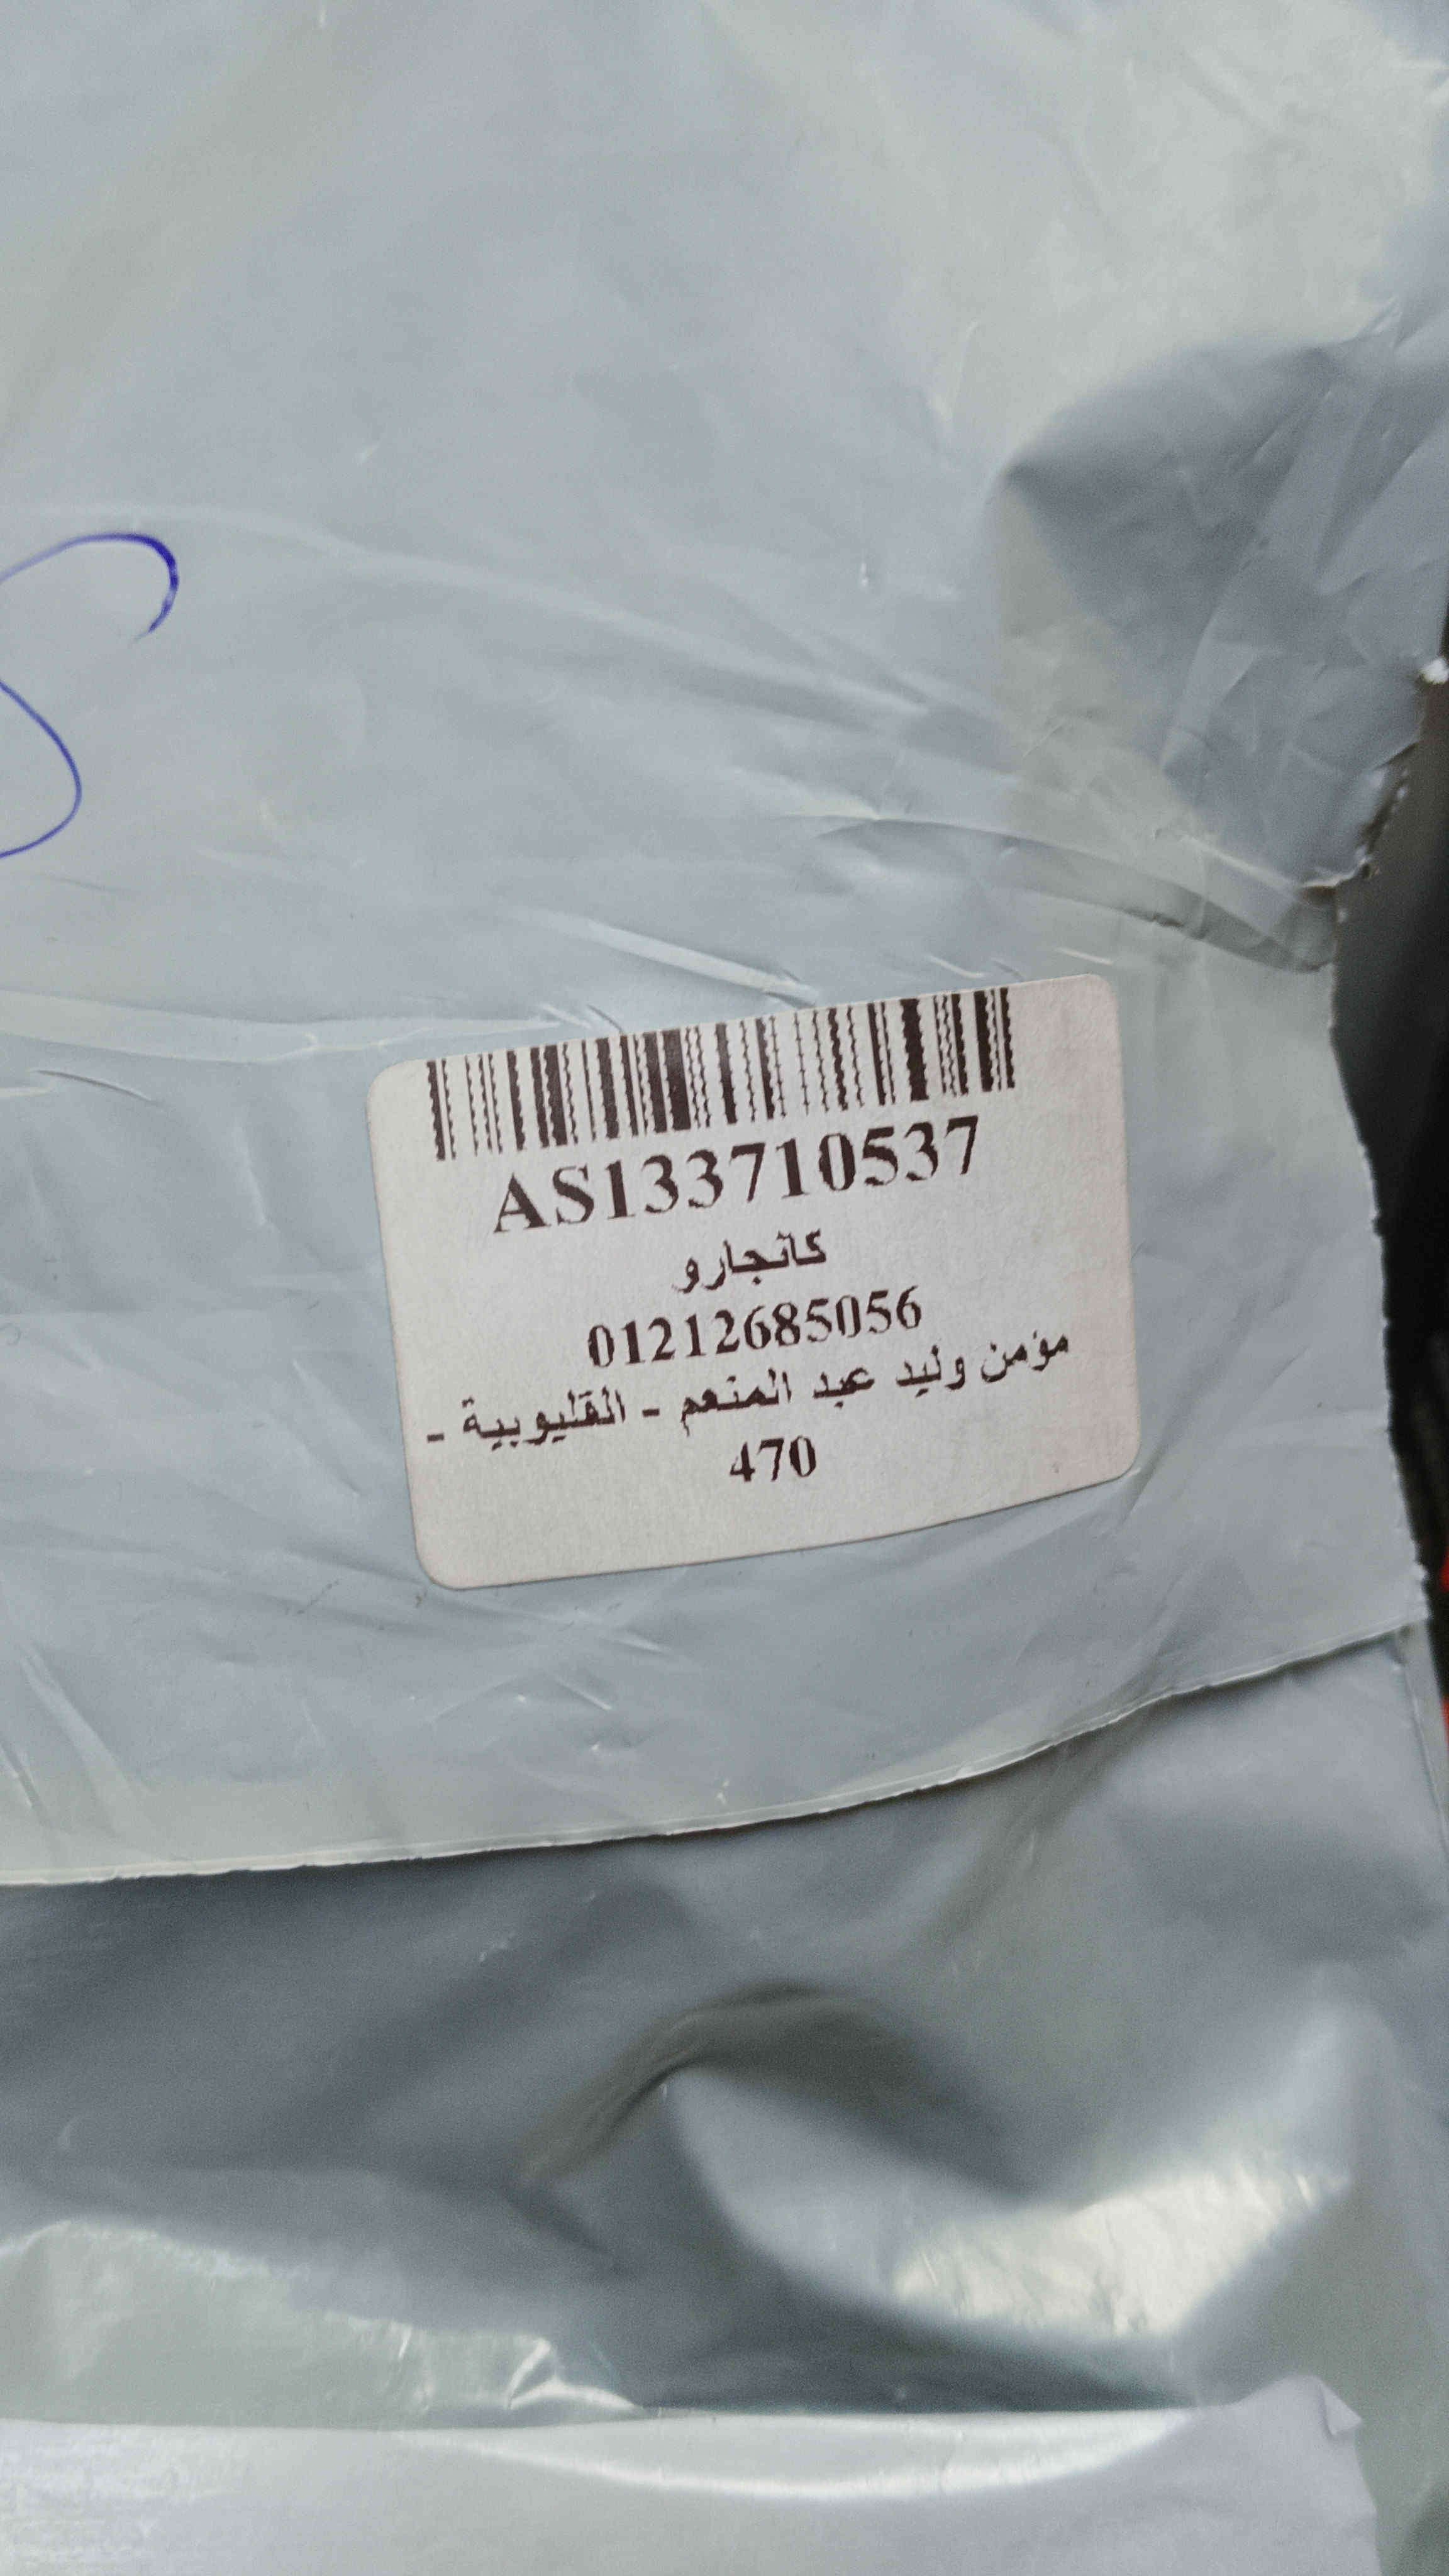 AS133710537
كانجارو
01212685056
مؤمن وليد عبد المنعم - القليوبية -
470